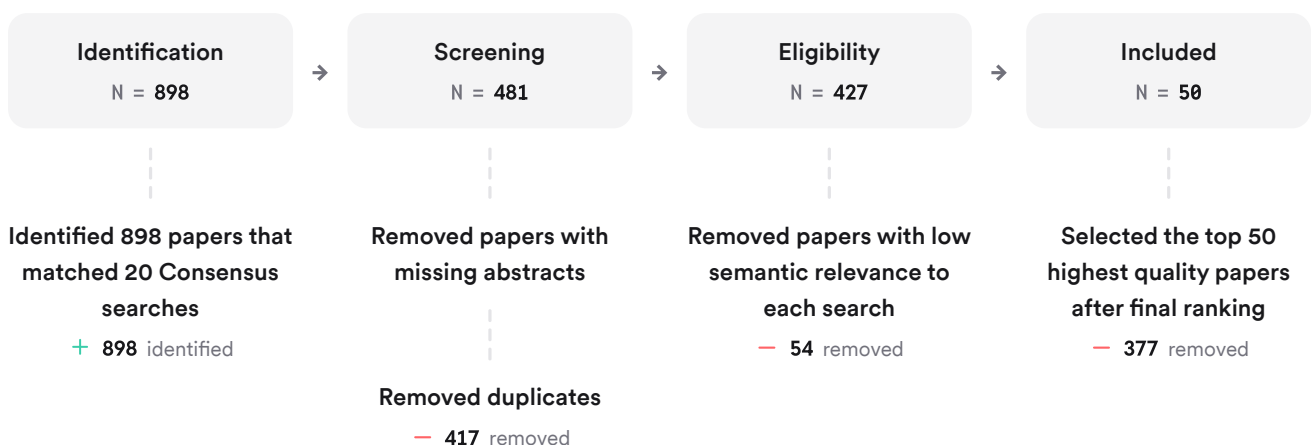 Identification
N = 898
Screening
N = 481
Eligibility
N = 427
Included
N = 50
Identified 898 papers that
matched 20 Consensus
searches
+ 898 identified
Removed papers with
missing abstracts
Removed duplicates
− 417 removed
Removed papers with low
semantic relevance to
each search
− 54 removed
Selected the top 50
highest quality papers
after final ranking
− 377 removed